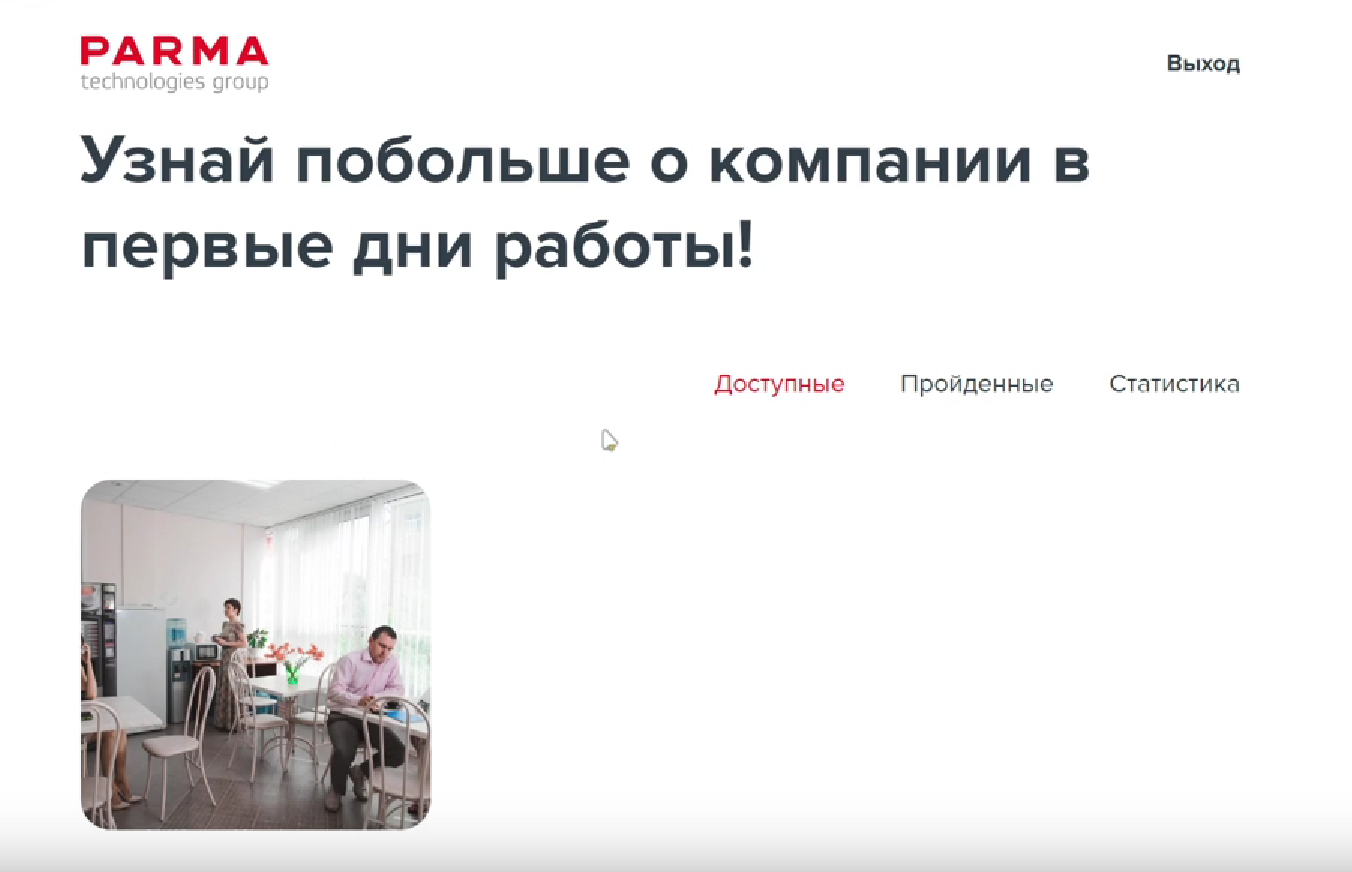 PARMA
technologies group
Выход
Узнай побольше о компании в
первые дни работы!
Доступные Пройденные Статистика